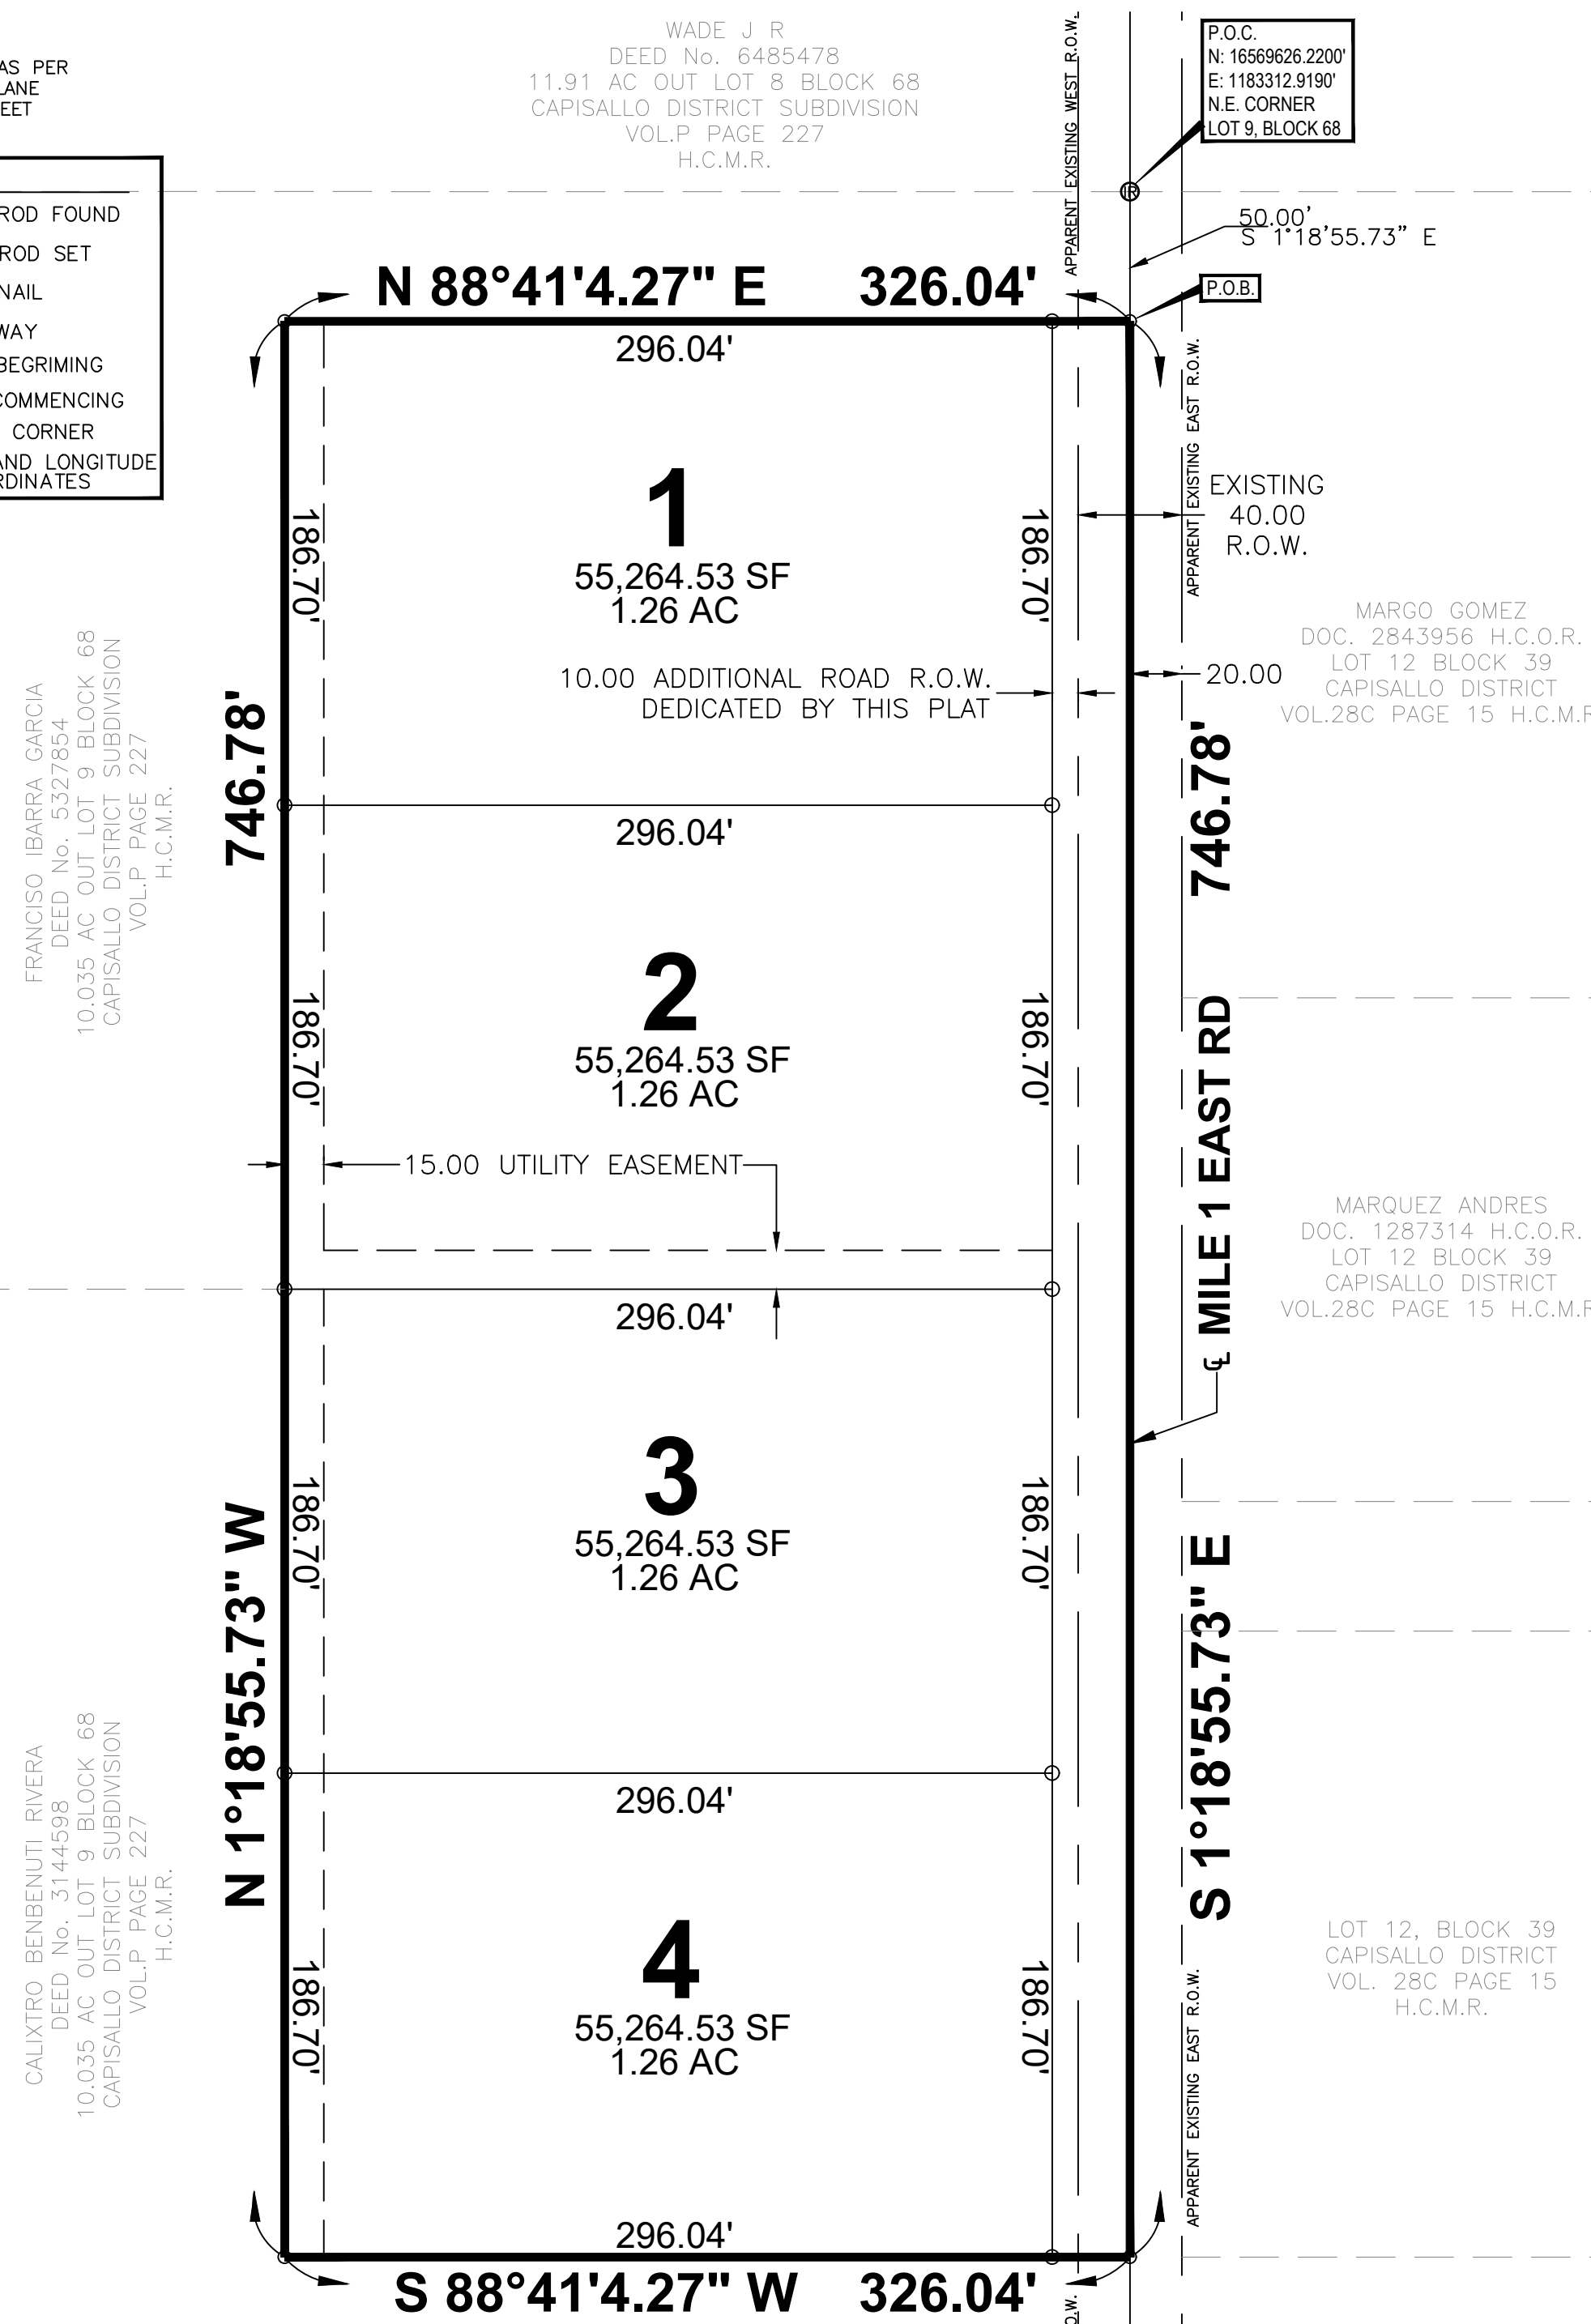 AS PER
LANE
EET
ROD FOUND
ROD SET
NAIL
WAY
BEGRIMING
COMMENCING
CORNER
AND LONGITUDE
RDINATES
WADE J R
DEED No. 6485478
11.91 AC OUT LOT 8 BLOCK 68
CAPISALLO DISTRICT SUBDIVISION
VOL.P PAGE 227
H.C.M.R.
APPARENT EXISTING WEST R.O.W.
P.O.C.
N: 16569626.2200'
E: 1183312.9190'
N.E. CORNER
LOT 9, BLOCK 68
IR
50.00'
S 1°18'55.73" E
P.O.B.
N 88°41'4.27" E 326.04'
296.04'
1
55,264.53 SF
1.26 AC
186.70'
186.70'
APPARENT EXISTING EAST R.O.W.
EXISTING
40.00
R.O.W.
10.00 ADDITIONAL ROAD R.O.W.
DEDICATED BY THIS PLAT
20.00
MARGO GOMEZ
DOC. 2843956 H.C.O.R.
LOT 12 BLOCK 39
CAPISALLO DISTRICT
VOL.28C PAGE 15 H.C.M.R
FRANCISO IBARRA GARCIA
DEED No. 5327854
10.035 AC OUT LOT 9 BLOCK 68
CAPISALLO DISTRICT SUBDIVISION
VOL.P PAGE 227
H.C.M.R.
746.78'
746.78'
296.04'
2
55,264.53 SF
1.26 AC
186.70'
186.70'
15.00 UTILITY EASEMENT
℄ MILE 1 EAST RD
MARQUEZ ANDRES
DOC. 1287314 H.C.O.R.
LOT 12 BLOCK 39
CAPISALLO DISTRICT
VOL.28C PAGE 15 H.C.M.R
296.04'
3
55,264.53 SF
1.26 AC
186.70'
186.70'
N 1°18'55.73" W
S 1°18'55.73" E
CALIXTRO BENBENUTI RIVERA
DEED No. 3144598
10.035 AC OUT LOT 9 BLOCK 68
CAPISALLO DISTRICT SUBDIVISION
VOL.P PAGE 227
H.C.M.R.
296.04'
4
55,264.53 SF
1.26 AC
186.70'
186.70'
LOT 12, BLOCK 39
CAPISALLO DISTRICT
VOL. 28C PAGE 15
H.C.M.R.
APPARENT EXISTING EAST R.O.W.
296.04'
S 88°41'4.27" W 326.04'
O.W.